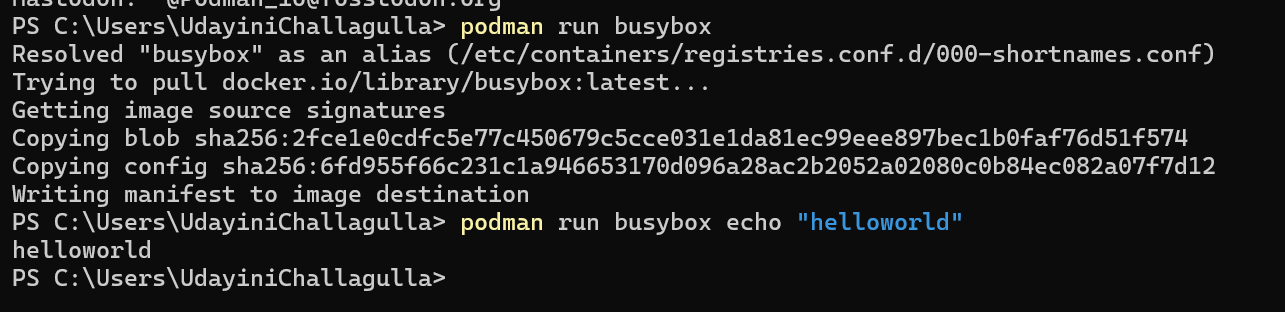 Mastodon: @Podman_io@fosstodon.org
PS C:\Users\UdayiniChallagulla> podman run busybox
Resolved "busybox" as an alias (/etc/containers/registries.conf.d/000-shortnames.conf)
Trying to pull docker.io/library/busybox:latest...
Getting image source signatures
Copying blob sha256:2fce1e0cdfc5e77c450679c5cce031e1da81ec99eee897bec1b0faf76d51f574
Copying config sha256:6fd955f66c231c1a946653170d096a28ac2b2052a02080c0b84ec082a07f7d12
Writing manifest to image destination
PS C:\Users\UdayiniChallagulla> podman run busybox echo "helloworld"
helloworld
PS C:\Users\UdayiniChallagulla>